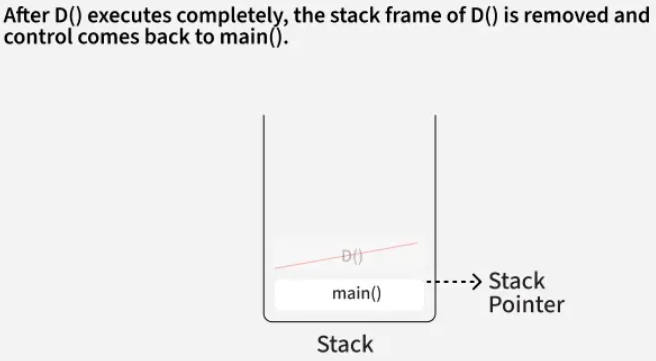 After D() executes completely, the stack frame of D() is removed and
control comes back to main().
D()
main()
Stack
Pointer
Stack